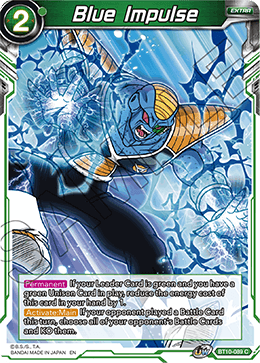 2
Blue Impulse
EXTRA
Permanent If your Leader Card is green and you have a
green Unison Card in play, reduce the energy cost of
this card in your hand by 1.
Activate:Main If your opponent played a Battle Card
this turn, choose all of your opponent's Battle Cards
and KO them.
©B.S./S., T.A.
BANDAI MADE IN JAPAN EN
BT10-089 C